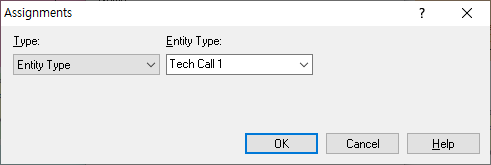 Assignments
Type:
Entity Type:
Entity Type
Tech Call 1
OK
Cancel
Help